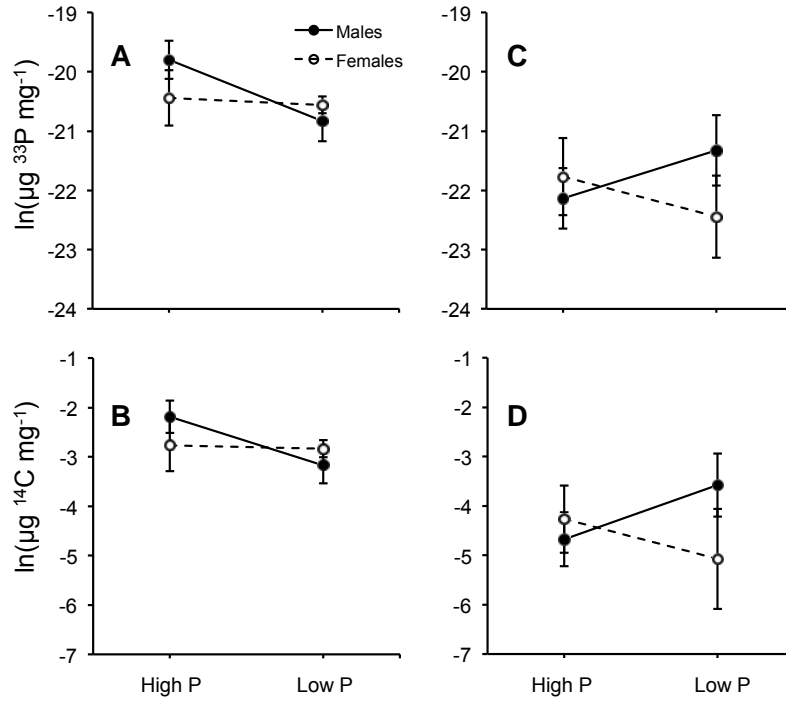 -19
-20
-21
-22
-23
-24
ln(µg ³³P mg⁻¹)
A
Males
Females
-19
-20
-21
-22
-23
-24
C
-1
-2
-3
-4
-5
-6
-7
ln(µg ¹⁴C mg⁻¹)
B
High P Low P
-1
-2
-3
-4
-5
-6
-7
D
High P Low P